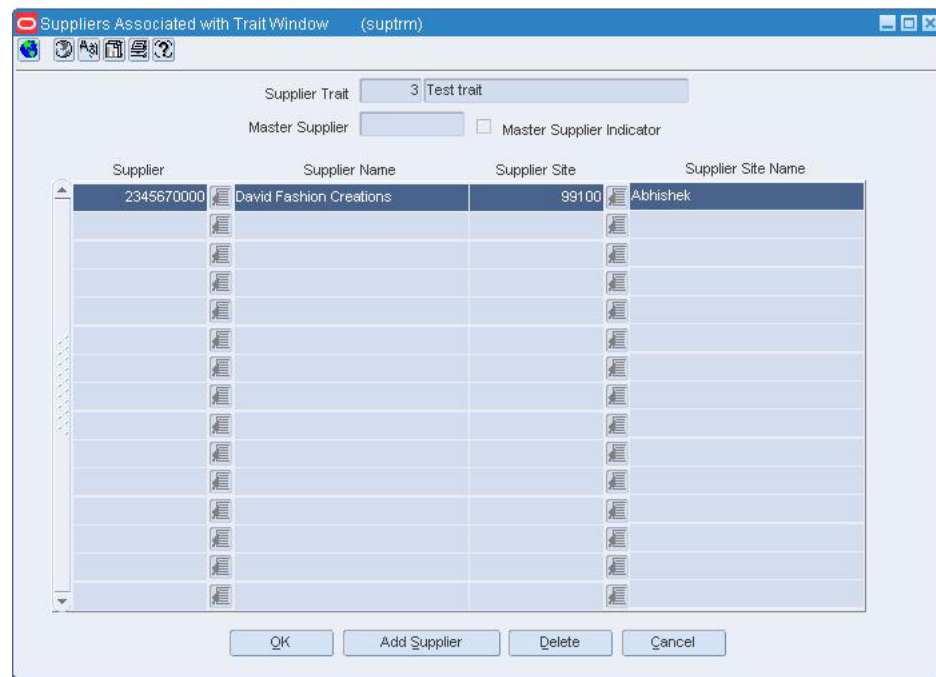 Suppliers Associated with Trait Window (suptrm)
Supplier Trait 3 Test trait
Master Supplier Master Supplier Indicator
Supplier Supplier Name Supplier Site Supplier Site Name
2345670000 David Fashion Creations 99100 Abhishek
OK Add Supplier Delete Cancel